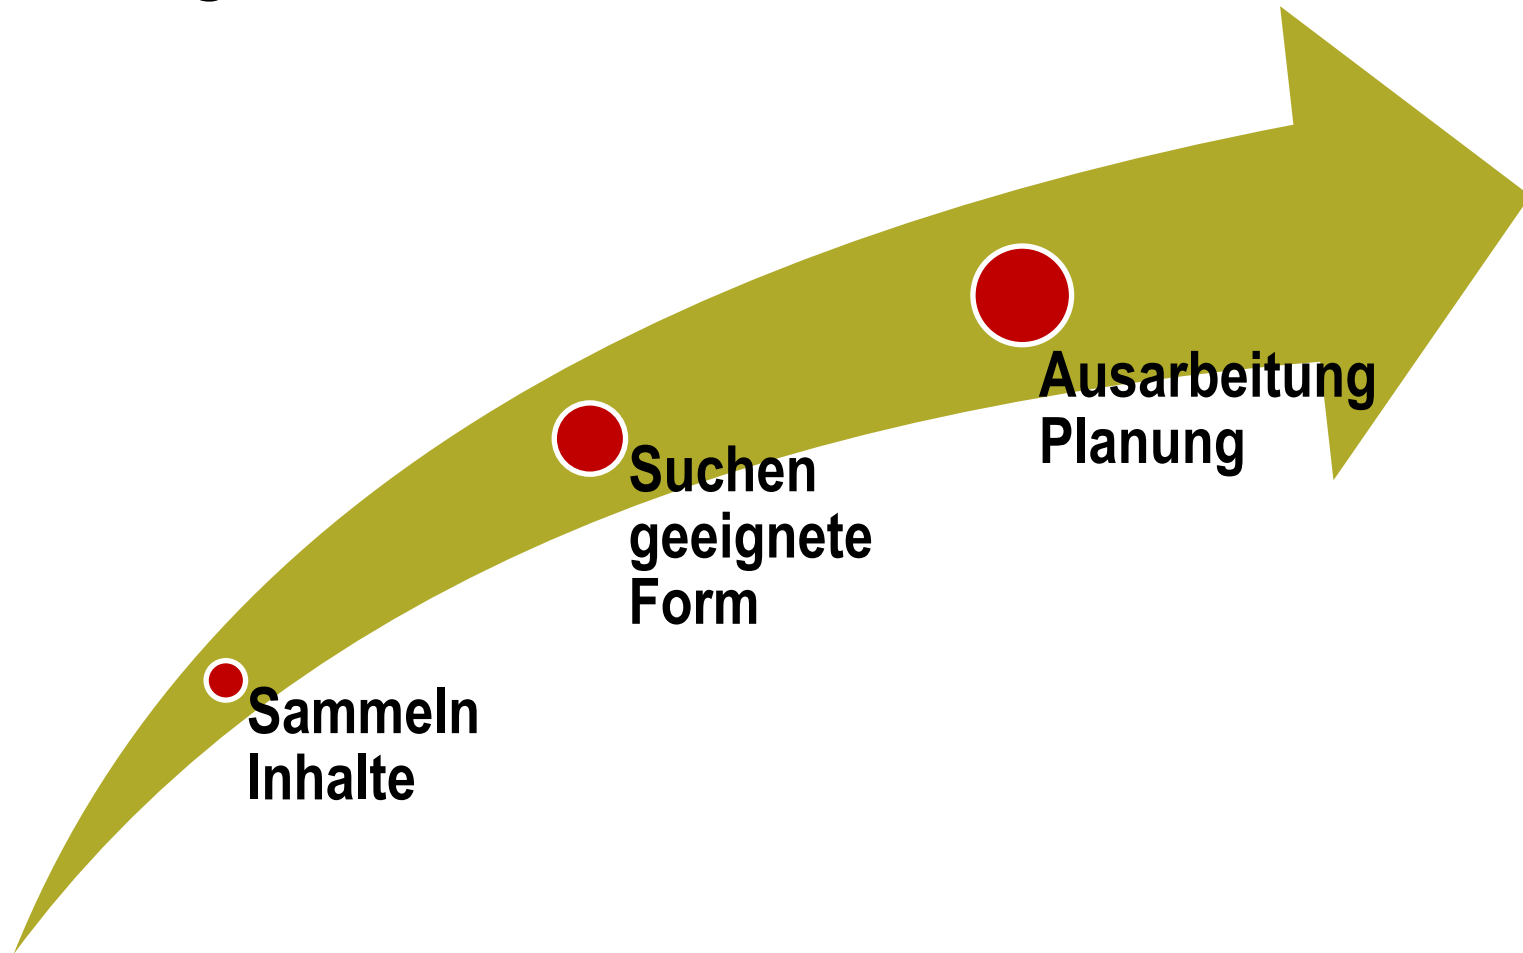 Ausarbeitung
Planung
Suchen
geeignete
Form
Sammeln
Inhalte